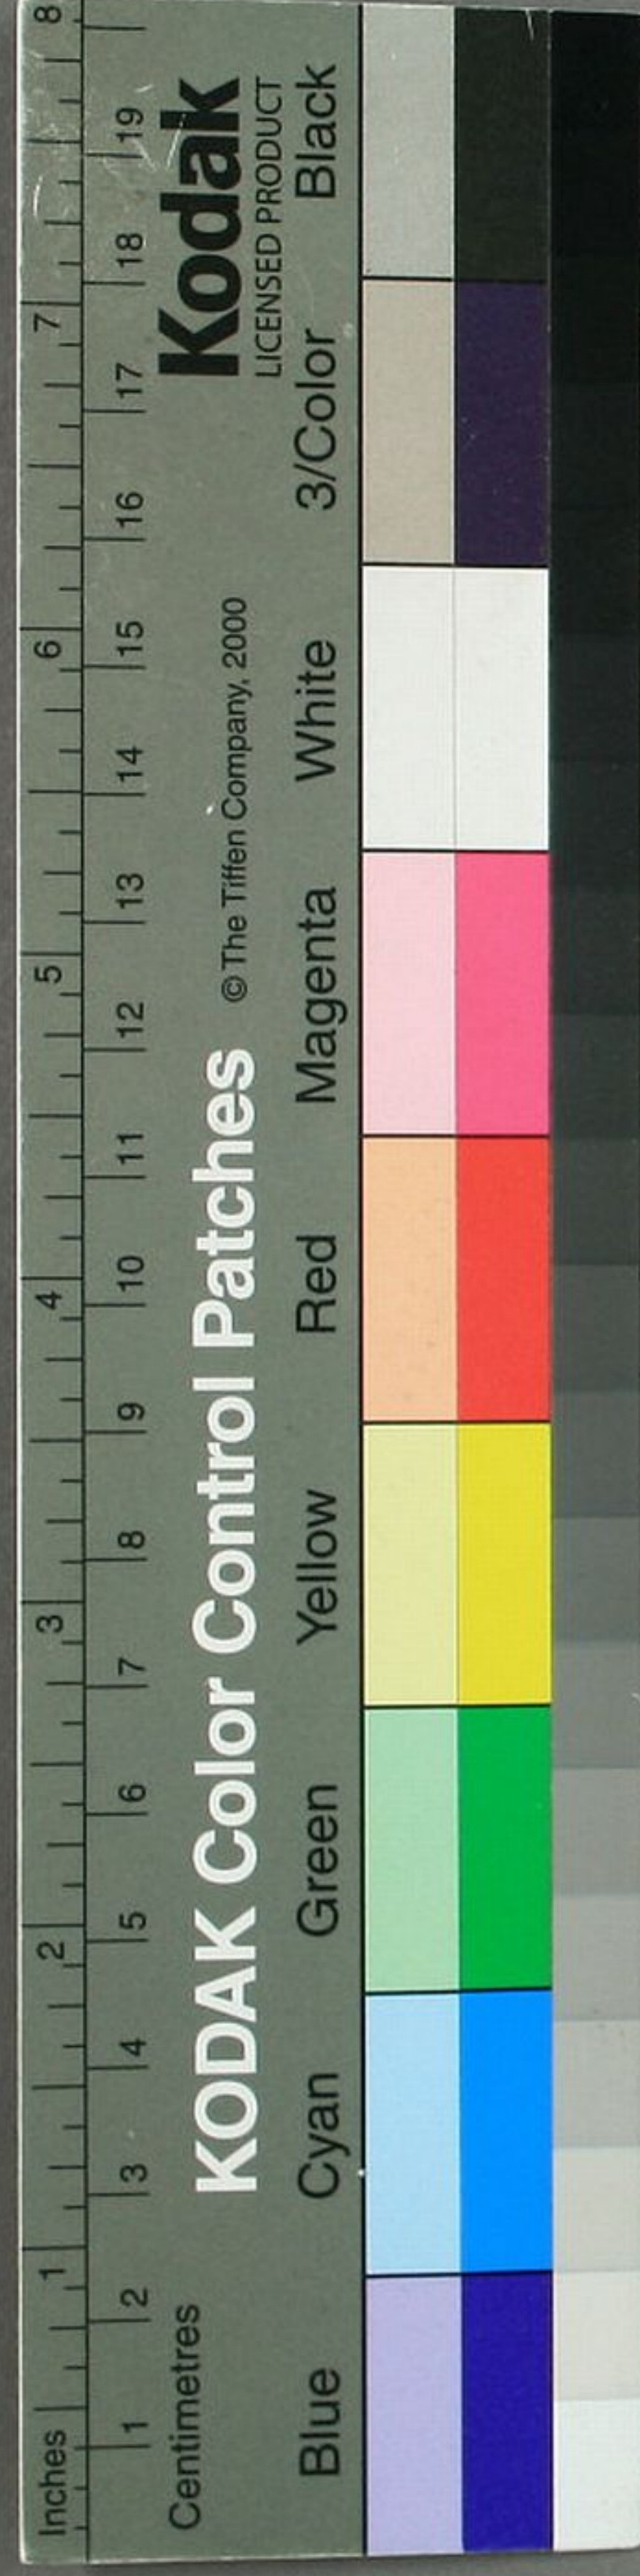 Inches 1 2 3 4 5 6 7 8
1 2 3 4 5 6 7 8 9 10 11 12 13 14 15 16 17 18 19
Centimetres
KODAK Color Control Patches © The Tiffen Company, 2000
Kodak
LICENSED PRODUCT
Blue Cyan Green Yellow Red Magenta White 3/Color Black